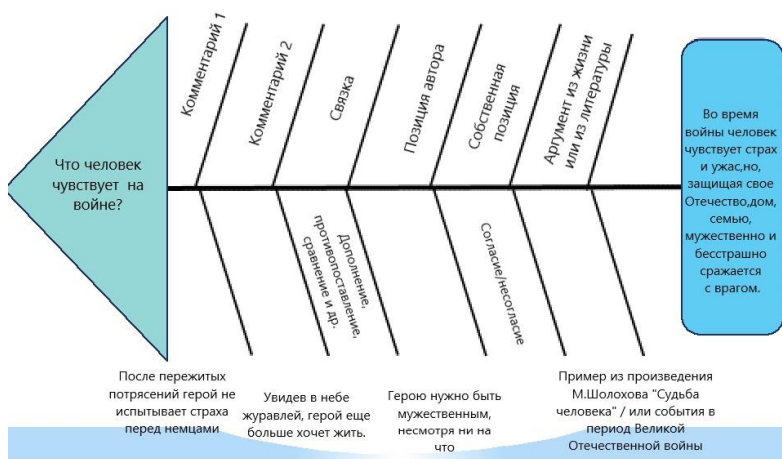 Что человек
чувствует на
войне?
Комментарий 1
Комментарий 2
Связка
Позиция автора
Собственная
позиция
Аргумент из жизни
или из литературы
Дополнение,
противопоставление,
сравнение и др.
Согласие/несогласие
Во время
войны человек
чувствует страх
и ужас,но,
защищая свое
Отечество,дом,
семью,
мужественно и
бесстрашно
сражается
с врагом.
После пережитых
потрясений герой не
испытывает страха
перед немцами
Увидев в небе
журавлей, герой еще
больше хочет жить.
Герою нужно быть
мужественным,
несмотря ни на
что
Пример из произведения
М.Шолохова "Судьба
человека" / или события в
период Великой
Отечественной войны